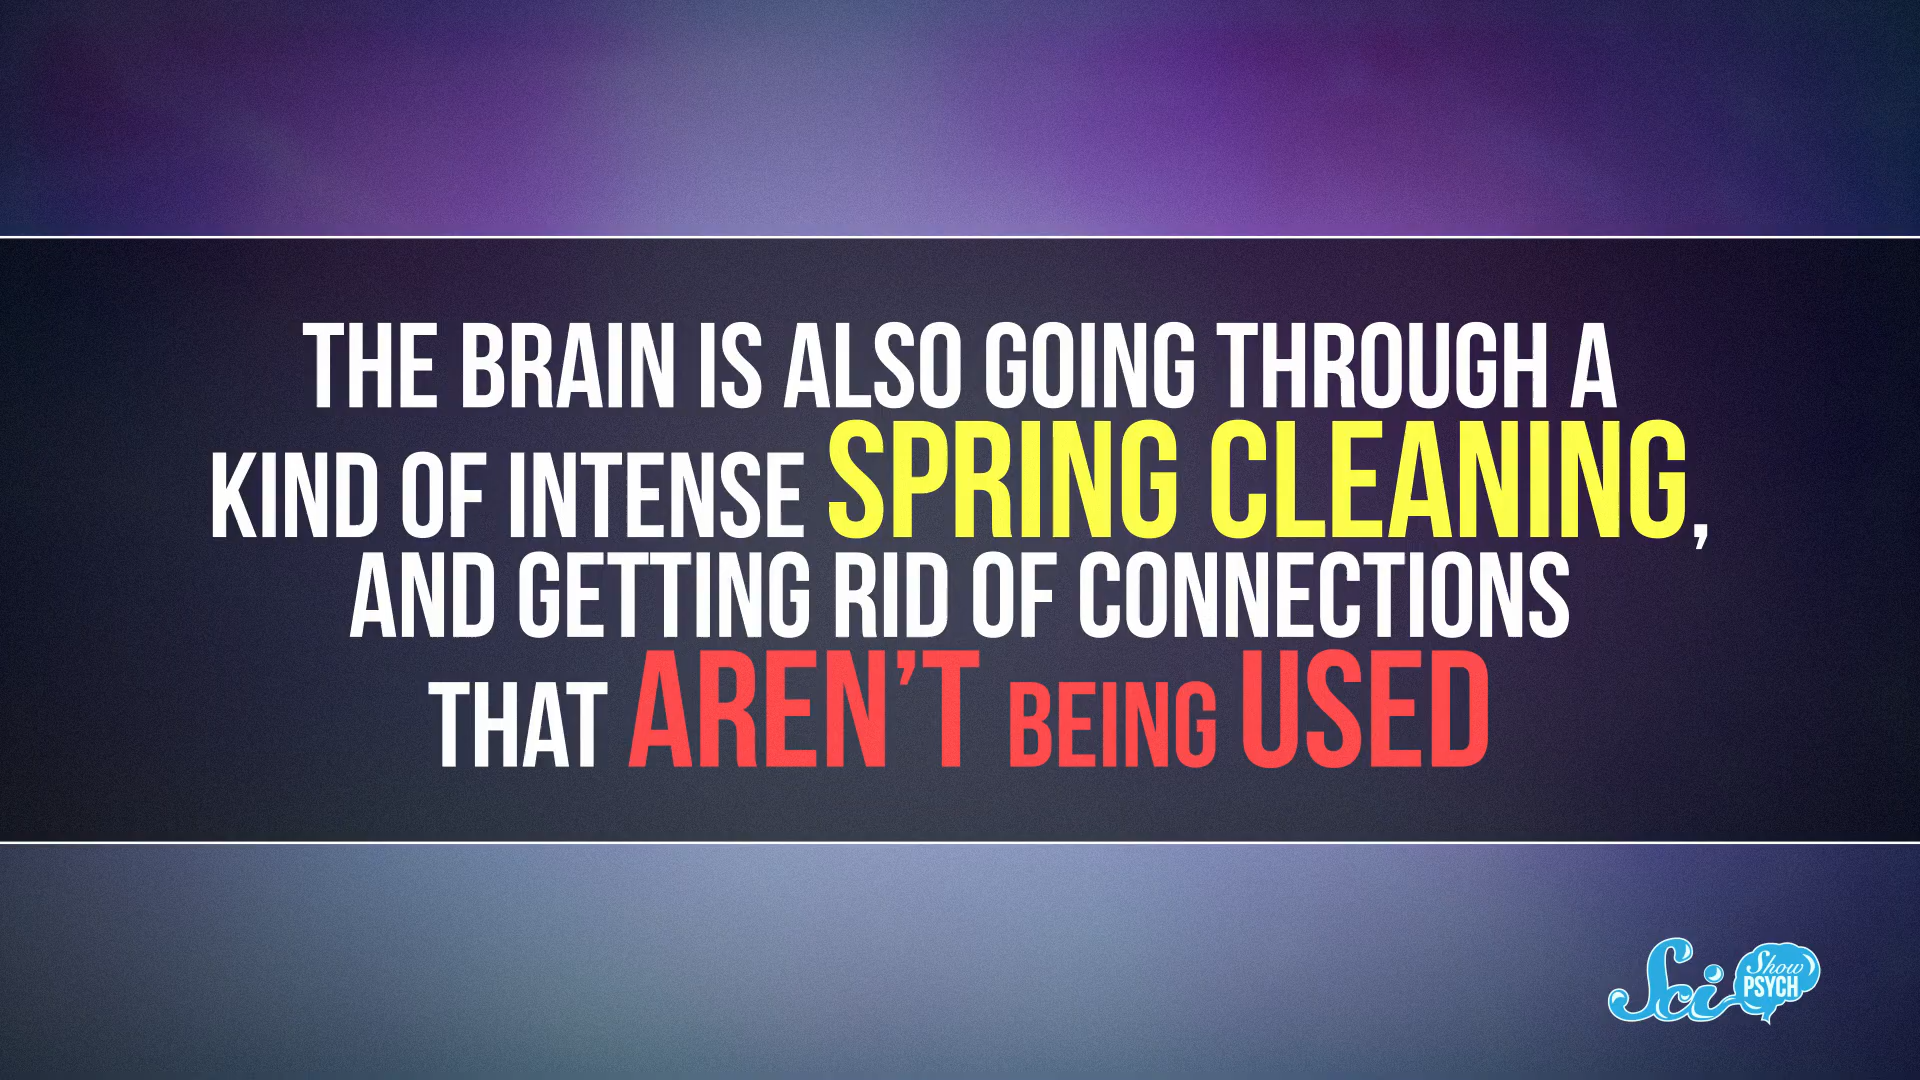 THE BRAIN IS ALSO GOING THROUGH A
KIND OF INTENSE SPRING CLEANING,
AND GETTING RID OF CONNECTIONS
THAT AREN'T BEING USED
Sci Show
PSYCH